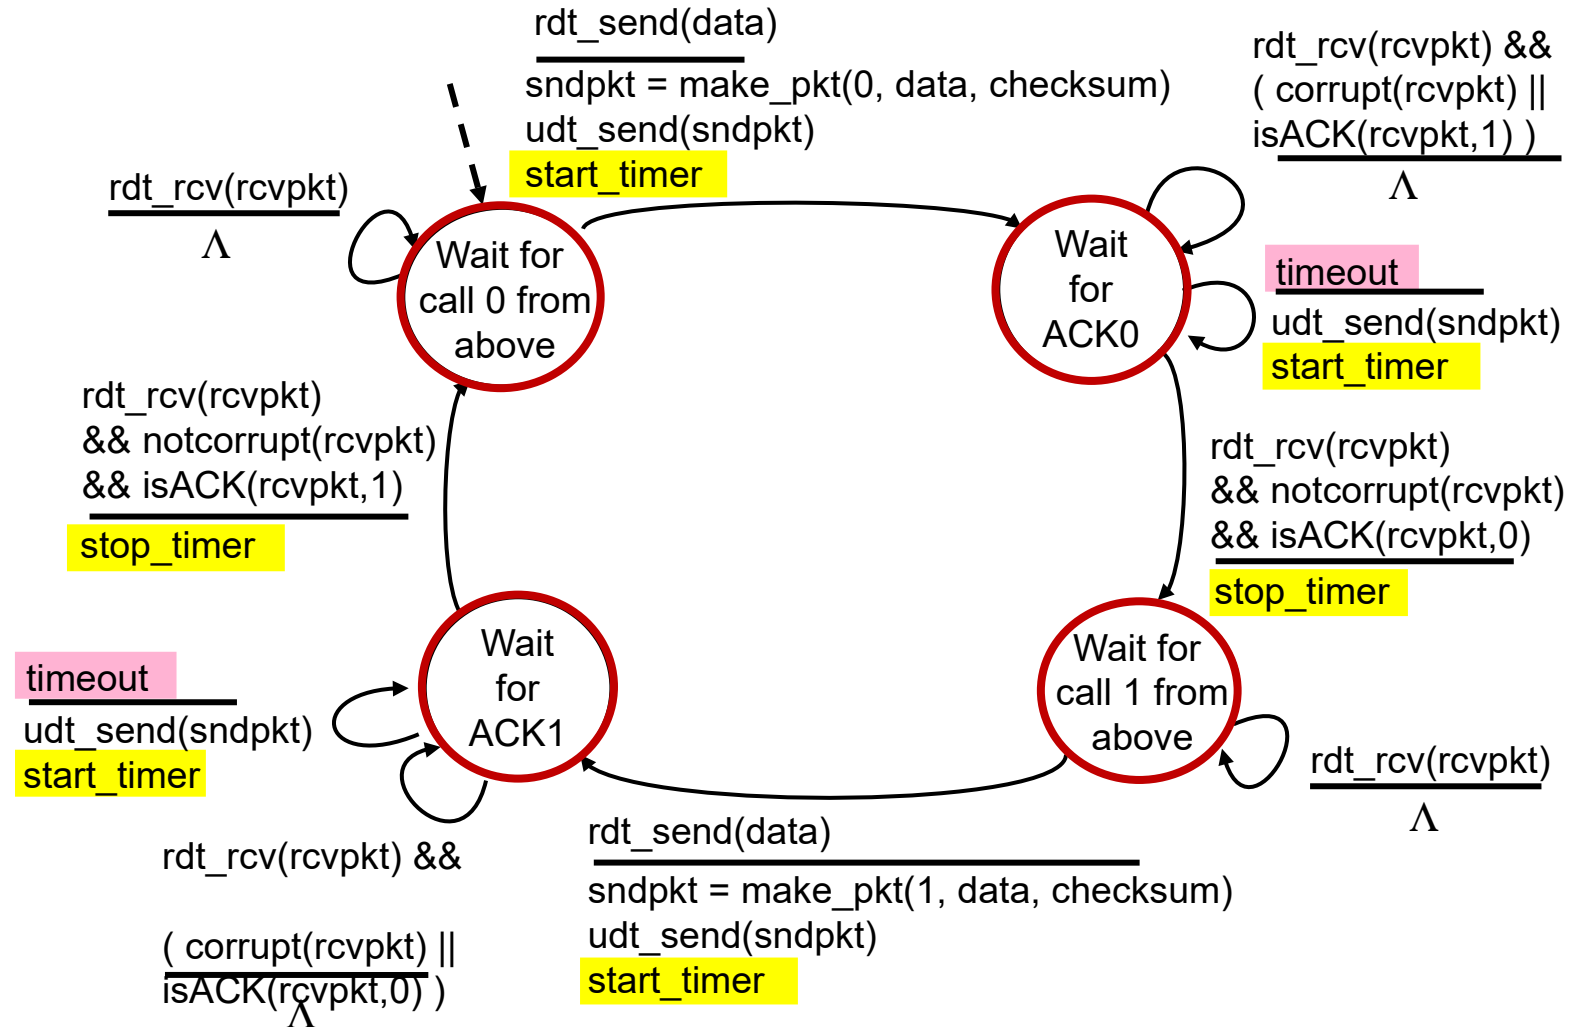 rdt_send(data)
sndpkt = make_pkt(0, data, checksum)
udt_send(sndpkt)
start_timer
rdt_rcv(rcvpkt) &&
( corrupt(rcvpkt) ||
isACK(rcvpkt,1) )
Λ
rdt_rcv(rcvpkt)
Λ
Wait for
call 0 from
above
Wait
for
ACK0
timeout
udt_send(sndpkt)
start_timer
rdt_rcv(rcvpkt)
&& notcorrupt(rcvpkt)
&& isACK(rcvpkt,1)
stop_timer
rdt_rcv(rcvpkt)
&& notcorrupt(rcvpkt)
&& isACK(rcvpkt,0)
stop_timer
Wait
for
ACK1
Wait for
call 1 from
above
timeout
udt_send(sndpkt)
start_timer
rdt_rcv(rcvpkt)
Λ
rdt_rcv(rcvpkt) &&
( corrupt(rcvpkt) ||
isACK(rcvpkt,0) )
Λ
rdt_send(data)
sndpkt = make_pkt(1, data, checksum)
udt_send(sndpkt)
start_timer